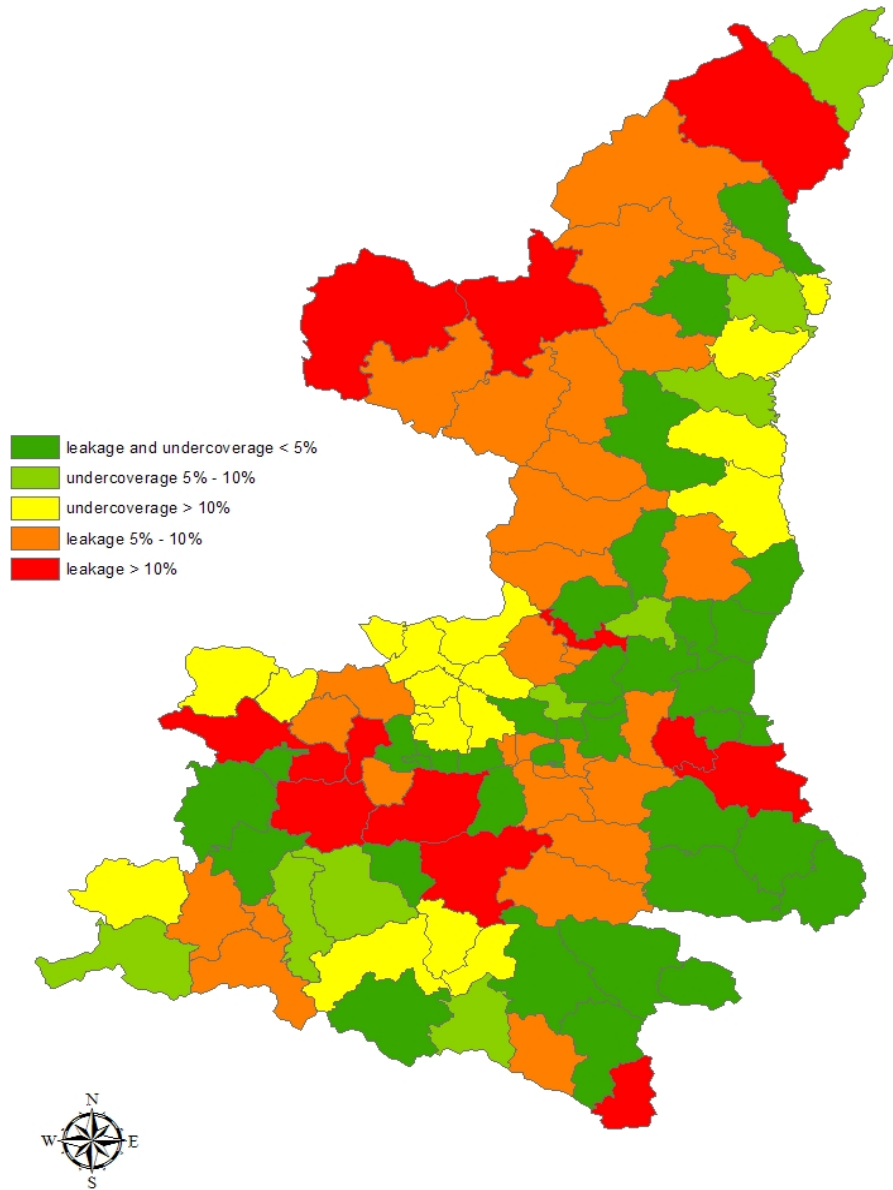 leakage and undercoverage < 5%
undercoverage 5% - 10%
undercoverage > 10%
leakage 5% - 10%
leakage > 10%
N
W E
S